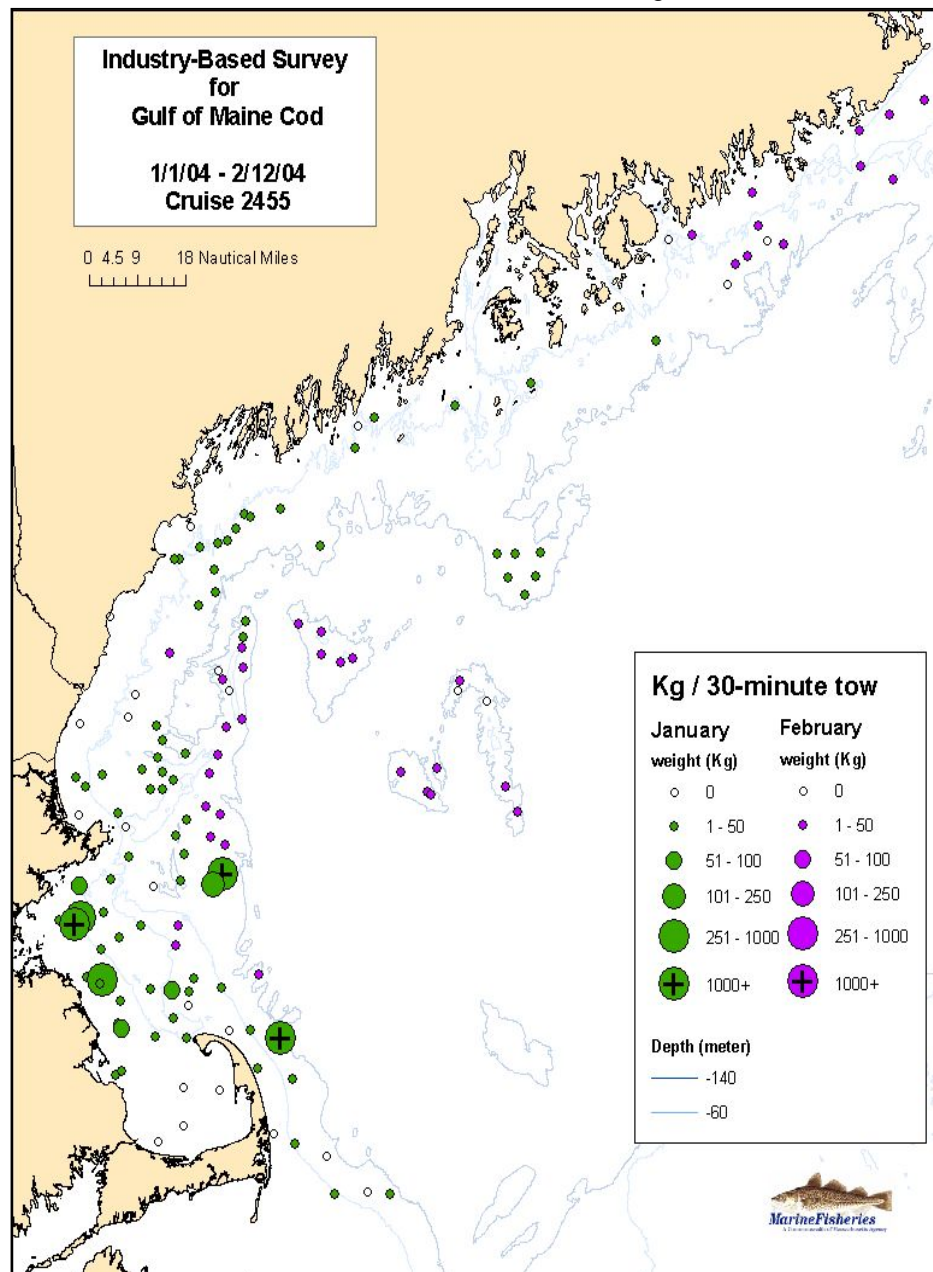 Industry-Based Survey
for
Gulf of Maine Cod
1/1/04 - 2/12/04
Cruise 2455
0 4.5 9 18 Nautical Miles
Kg / 30-minute tow
January February
weight (Kg) weight (Kg)
0 0
1 - 50 1 - 50
51 - 100 51 - 100
101 - 250 101 - 250
251 - 1000 251 - 1000
1000+ 1000+
Depth (meter)
-140
-60
MarineFisheries